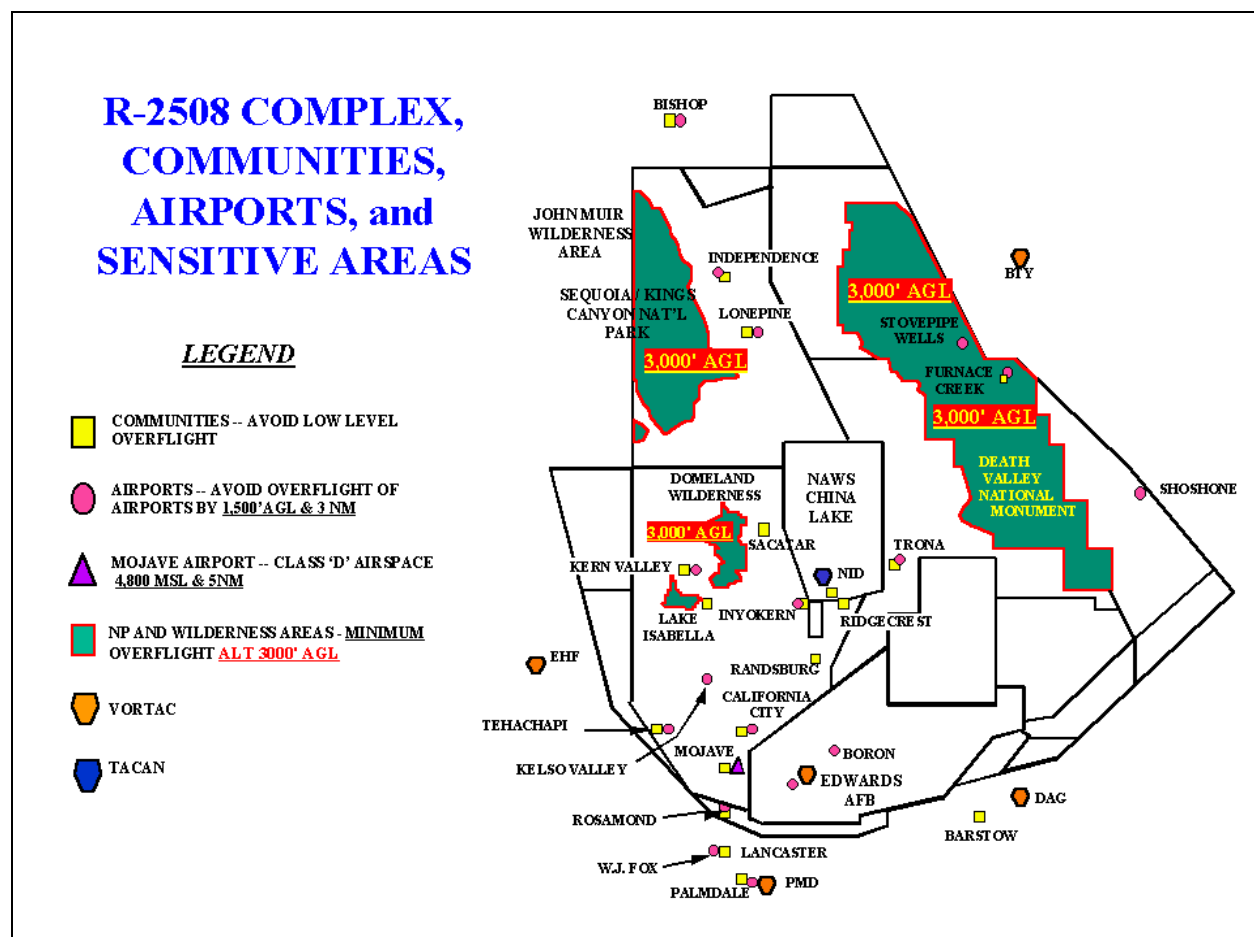 R-2508 COMPLEX,
COMMUNITIES,
AIRPORTS, and
SENSITIVE AREAS
LEGEND
COMMUNITIES -- AVOID LOW LEVEL
OVERFLIGHT
AIRPORTS -- AVOID OVERFLIGHT OF
AIRPORTS BY 1,500'AGL & 3 NM
MOJAVE AIRPORT -- CLASS ‘D’ AIRSPACE
4,800 MSL & 5NM
NP AND WILDERNESS AREAS - MINIMUM
OVERFLIGHT ALT 3000' AGL
VORTAC
TACAN
BISHOP
JOHN MUIR
WILDERNESS
AREA
INDEPENDENCE
SEQUOIA / KINGS
CANYON NAT'L
PARK
LONEPINE
3,000' AGL
BTY
3,000' AGL
STOVEPIPE
WELLS
FURNACE
CREEK
3,000' AGL
DEATH
VALLEY
NATIONAL
MONUMENT
SHOSHONE
DOMELAND
WILDERNESS
3,000' AGL
SACATAR
NAWS
CHINA
LAKE
TRONA
KERN VALLEY
NID
LAKE
ISABELLA
INYOKERN
RIDGECREST
EHF
RANDSBURG
CALIFORNIA
CITY
TEHACHAPI
KELSO VALLEY
MOJAVE
BORON
EDWARDS
AFB
DAG
BARSTOW
ROSAMOND
LANCASTER
W.J. FOX
PALMDALE
PMD